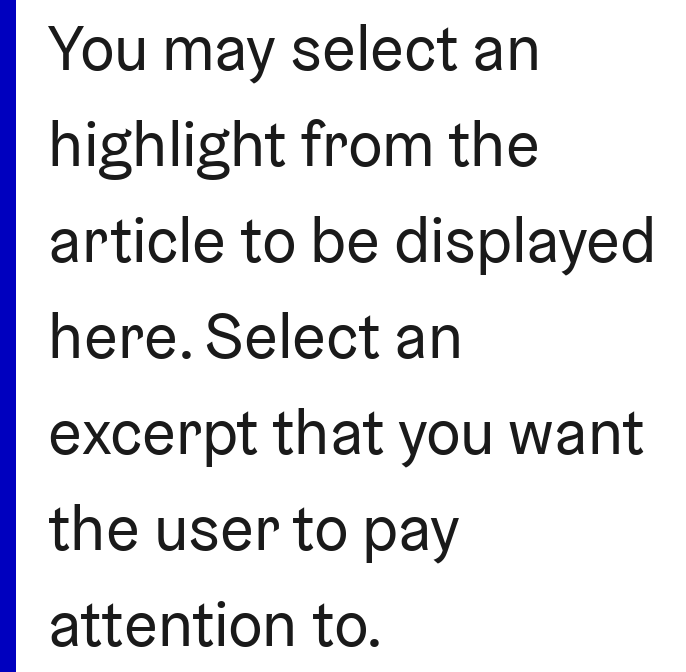 You may select an
highlight from the
article to be displayed
here. Select an
excerpt that you want
the user to pay
attention to.